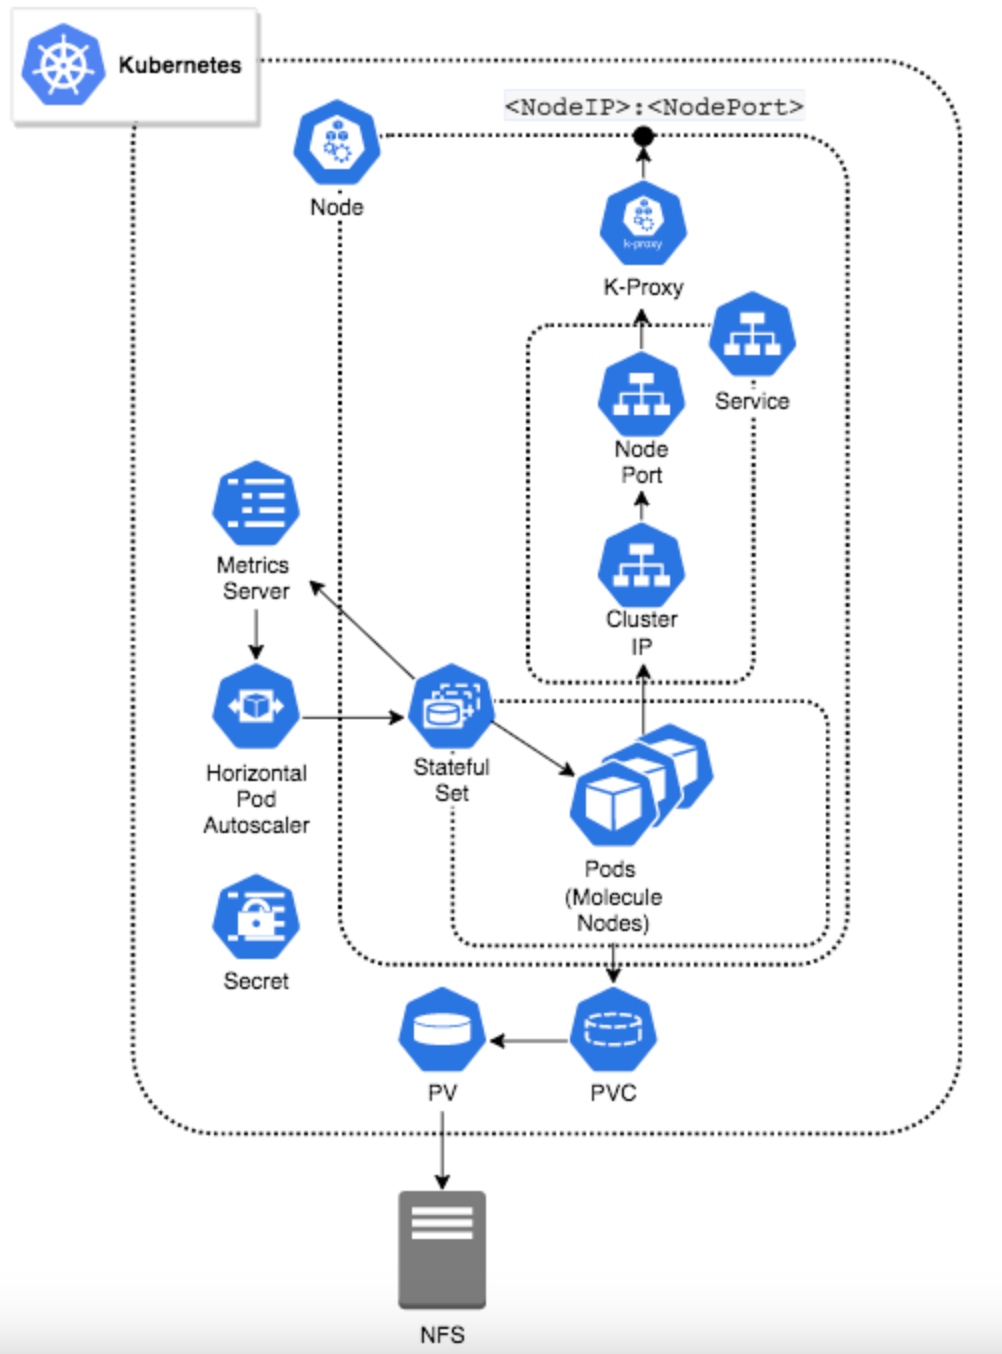 Kubernetes
<NodeIP>:<NodePort>
Node
k-proxy
K-Proxy
Service
Node
Port
Metrics
Server
Cluster
IP
Stateful
Set
Horizontal
Pod
Autoscaler
Pods
(Molecule
Nodes)
Secret
PV
PVC
NFS